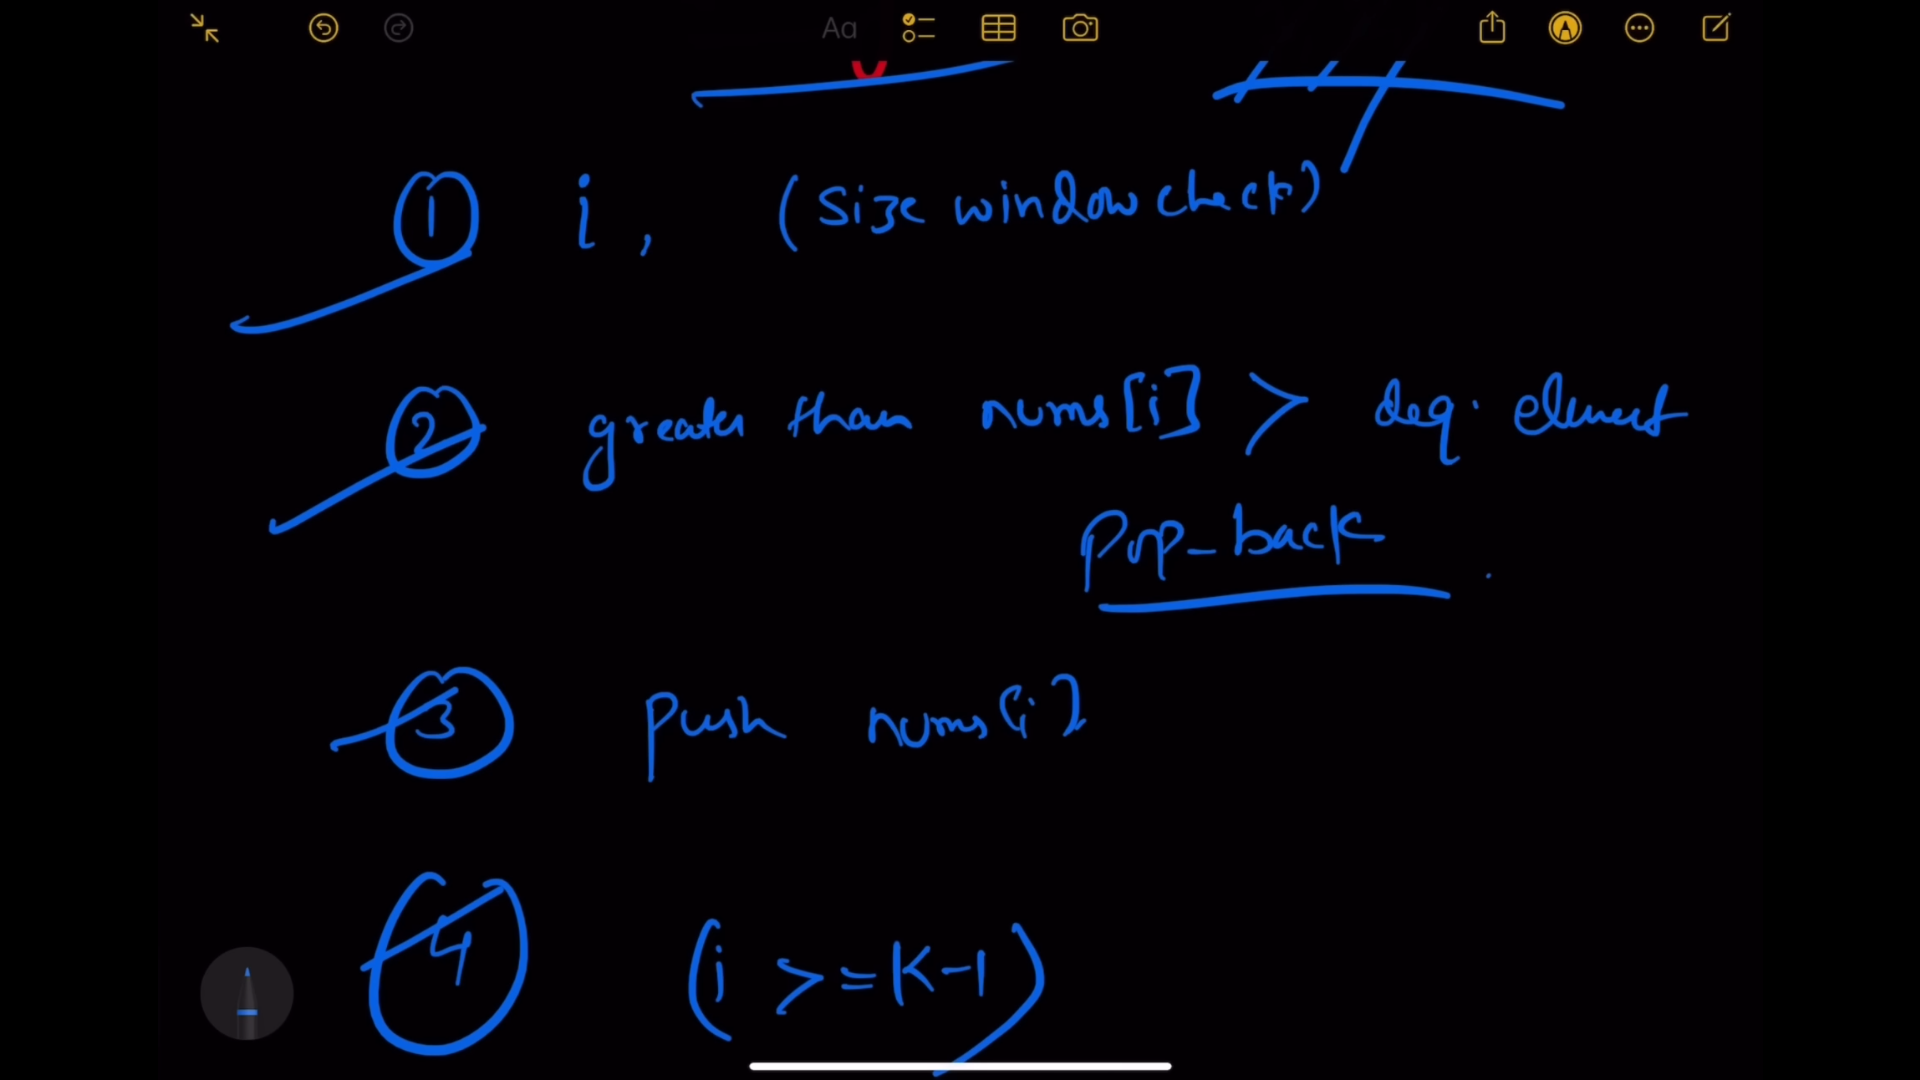 Aa
1 i, (Size window check)
2 greater than nums[i] > deq. element
Pop_back
3 Push nums[i]
4 (i >= K-1)